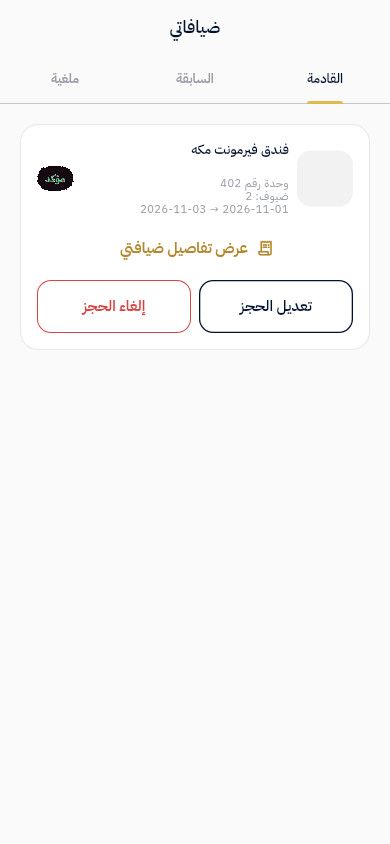 ضيافاتي
القادمة
السابقة
ملغية
فندق فيرمونت مكه
مؤكد
وحدة رقم 402
ضيوف: 2
2026-11-01 → 2026-11-03
عرض تفاصيل ضيافتي
تعديل الحجز
إلغاء الحجز